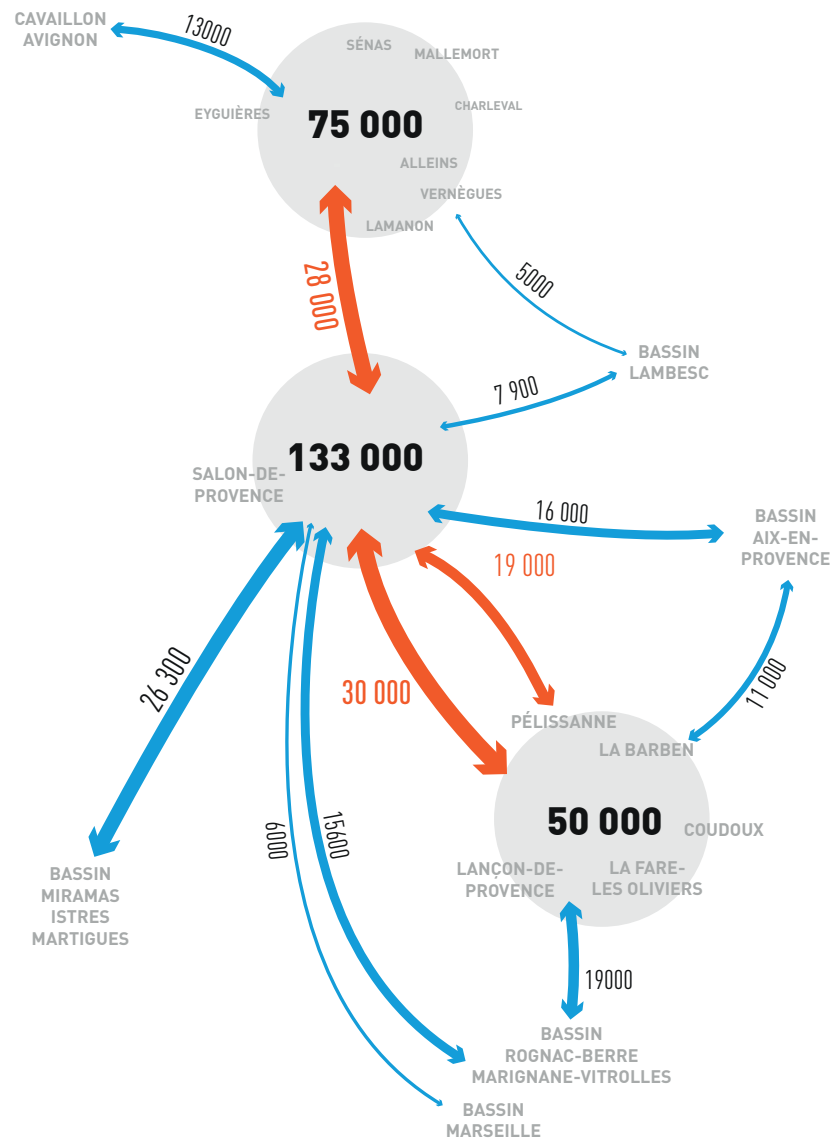 CAVAILLON
AVIGNON
13000
SÉNAS
MALLEMORT
EYGUIÈRES
CHARLEVAL
75 000
ALLEINS
VERNÈGUES
LAMANON
28 000
5000
BASSIN
LAMBESC
7 900
133 000
SALON-DE-
PROVENCE
16 000
BASSIN
AIX-EN-
PROVENCE
19 000
30 000
26 300
11 000
PÉLISSANNE
LA BARBEN
50 000
COUDOUX
LANÇON-DE-
PROVENCE
LA FARE-
LES OLIVIERS
6000
15600
BASSIN
MIRAMAS
ISTRES
MARTIGUES
19000
BASSIN
ROGNAC-BERRE
MARIGNANE-VITROLLES
BASSIN
MARSEILLE